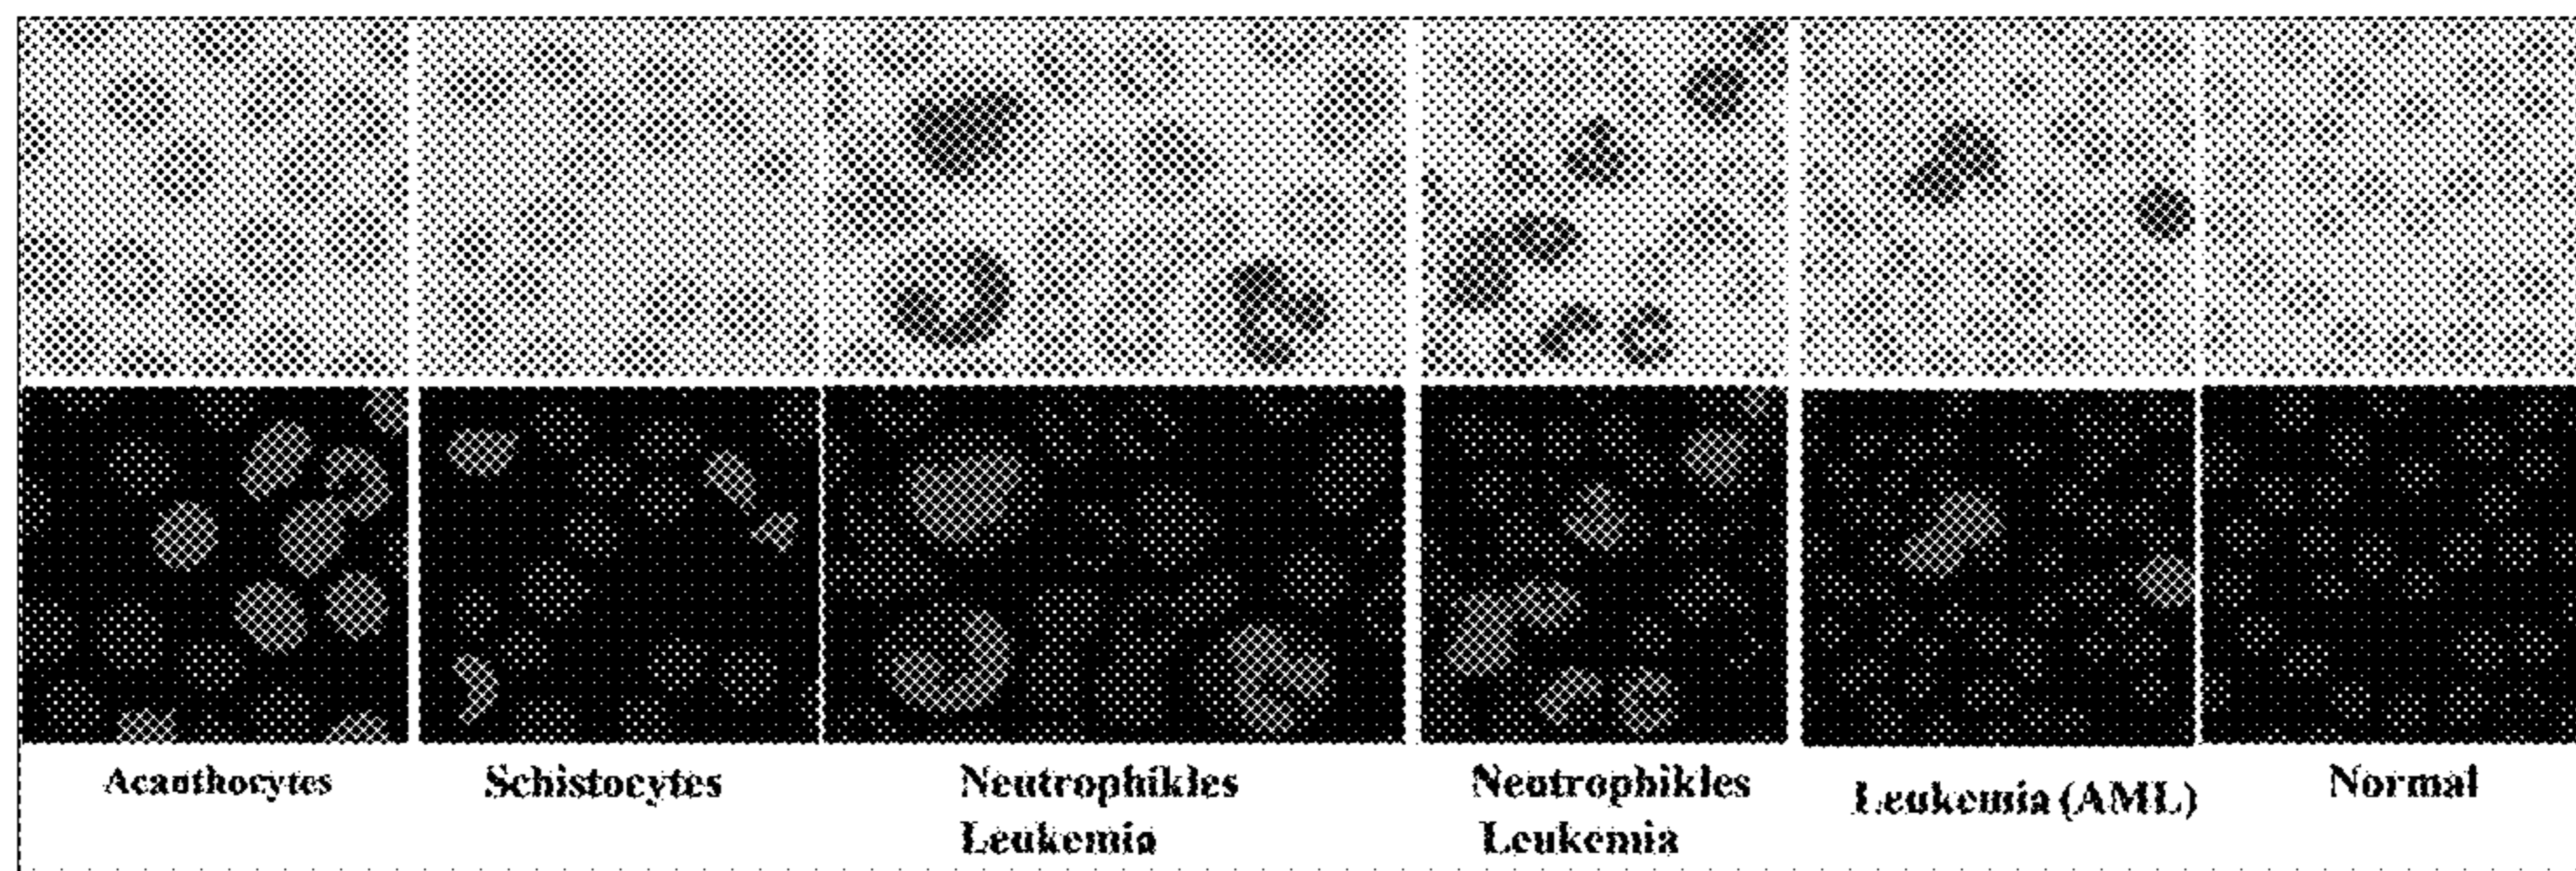 Acanthocytes
Schistocytes
Neutrophikles
Leukemia
Neutrophikles
Leukemia
Leukemia (AML)
Normal